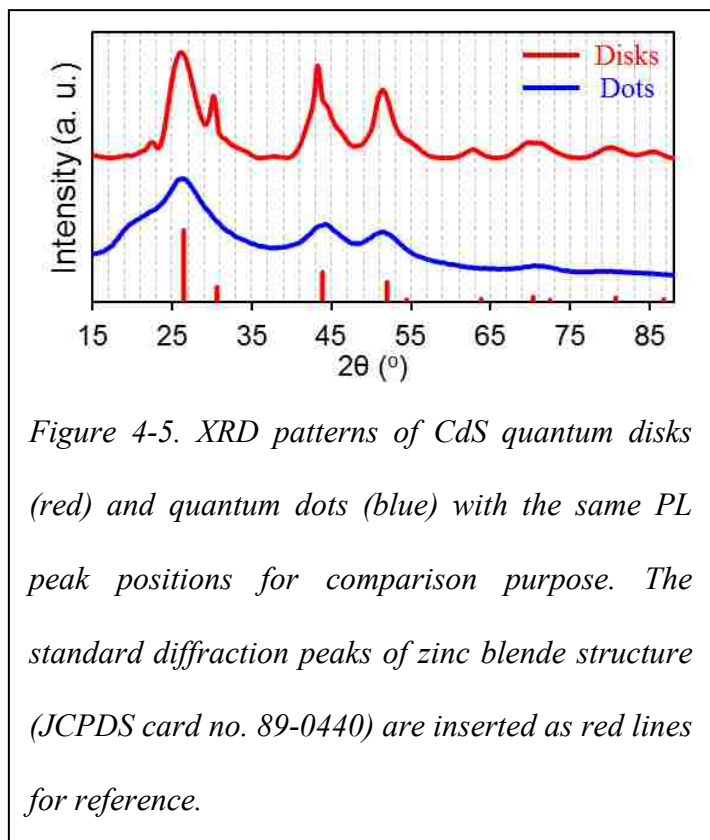 Disks
Dots
Intensity (a. u.)
15 25 35 45 55 65 75 85
2θ (º)
Figure 4-5. XRD patterns of CdS quantum disks
(red) and quantum dots (blue) with the same PL
peak positions for comparison purpose. The
standard diffraction peaks of zinc blende structure
(JCPDS card no. 89-0440) are inserted as red lines
for reference.